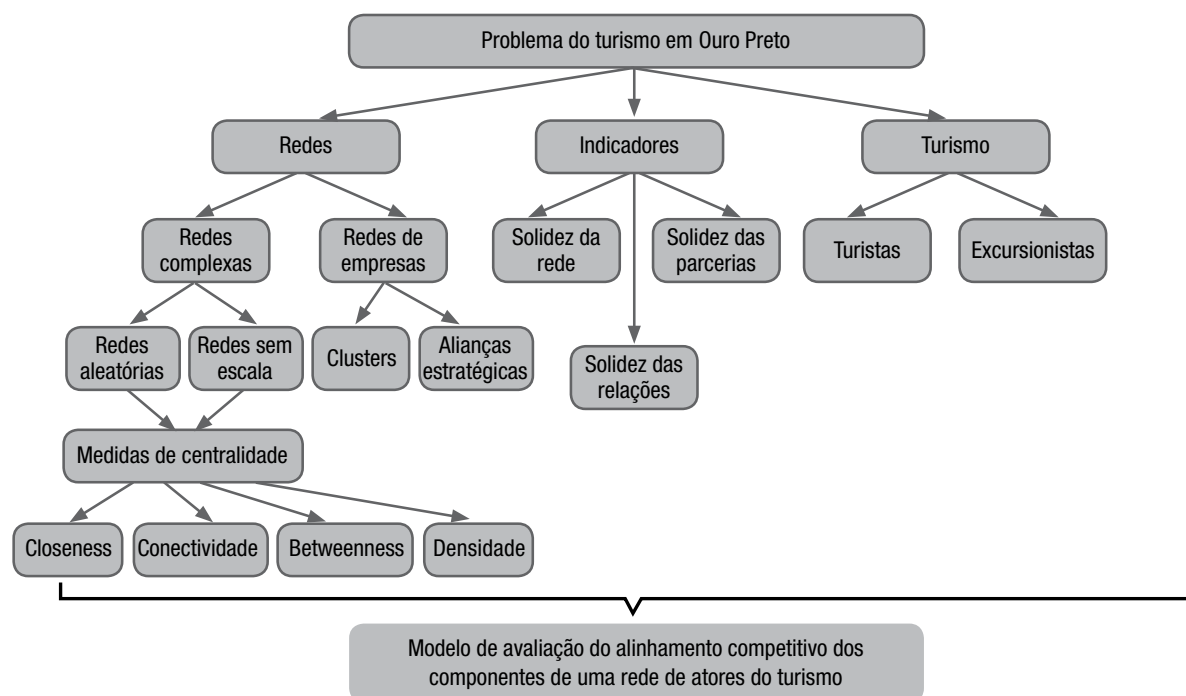 Problema do turismo em Ouro Preto
Redes
Indicadores
Turismo
Redes
complexas
Redes de
empresas
Solidez da
rede
Solidez das
parcerias
Turistas
Excursionistas
Redes
aleatórias
Redes sem
escala
Clusters
Alianças
estratégicas
Solidez das
relações
Medidas de centralidade
Closeness
Conectividade
Betweenness
Densidade
Modelo de avaliação do alinhamento competitivo dos
componentes de uma rede de atores do turismo